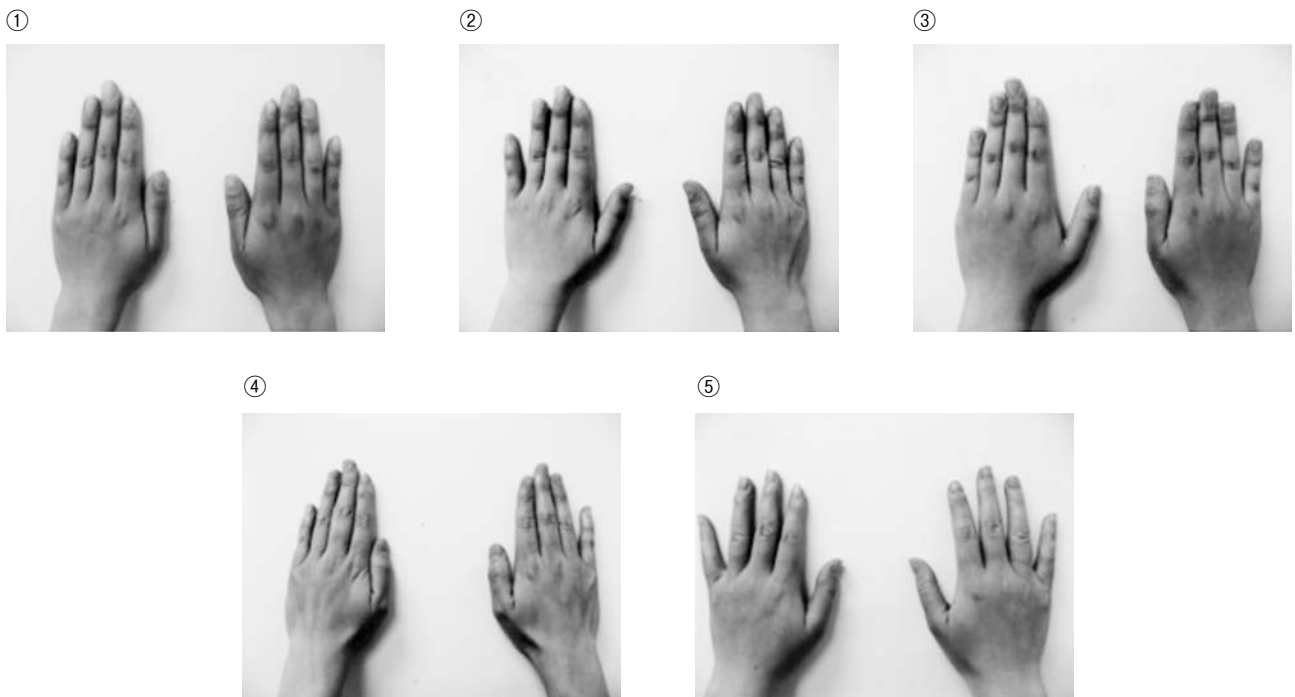 ① ② ③
④ ⑤